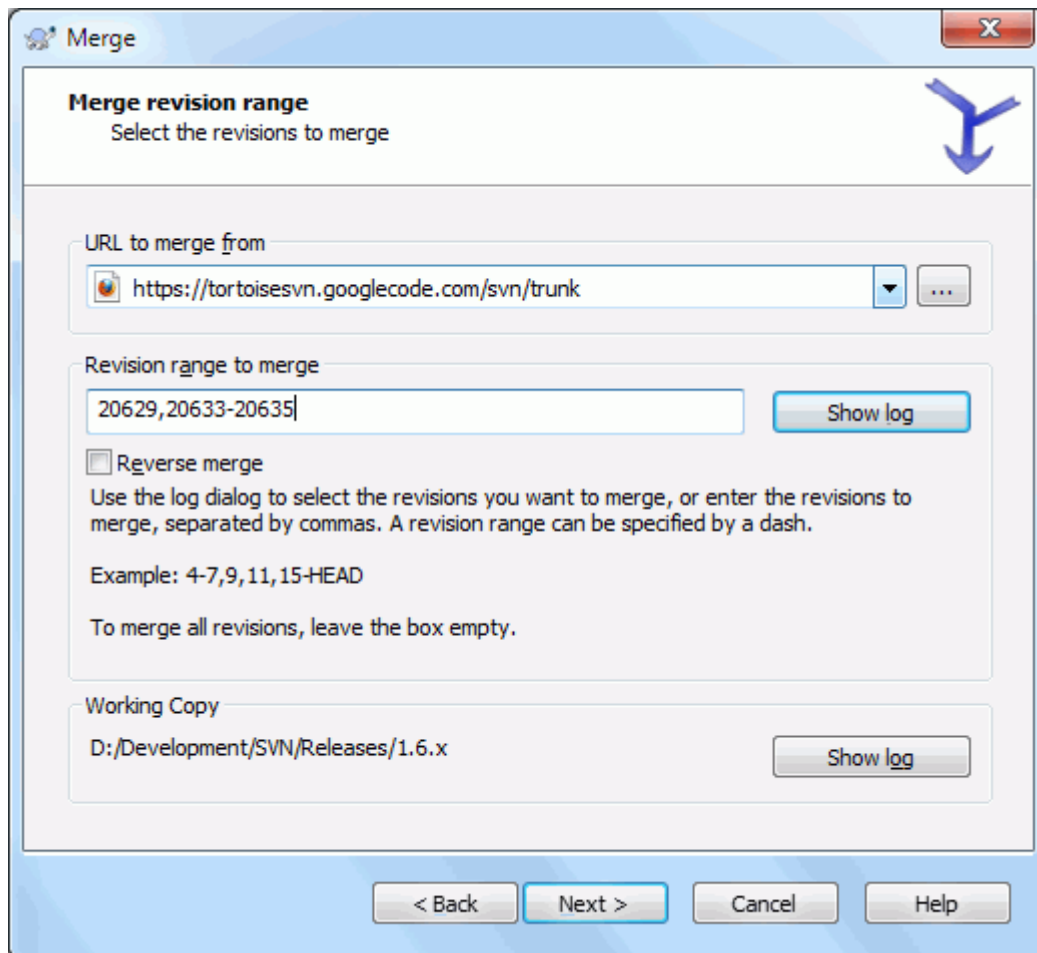 Merge
Merge revision range
Select the revisions to merge
URL to merge from
https://tortoisesvn.googlecode.com/svn/trunk
...
Revision range to merge
20629,20633-20635
Show log
Reverse merge
Use the log dialog to select the revisions you want to merge, or enter the revisions to
merge, separated by commas. A revision range can be specified by a dash.
Example: 4-7,9,11,15-HEAD
To merge all revisions, leave the box empty.
Working Copy
D:/Development/SVN/Releases/1.6.x
Show log
< Back
Next >
Cancel
Help